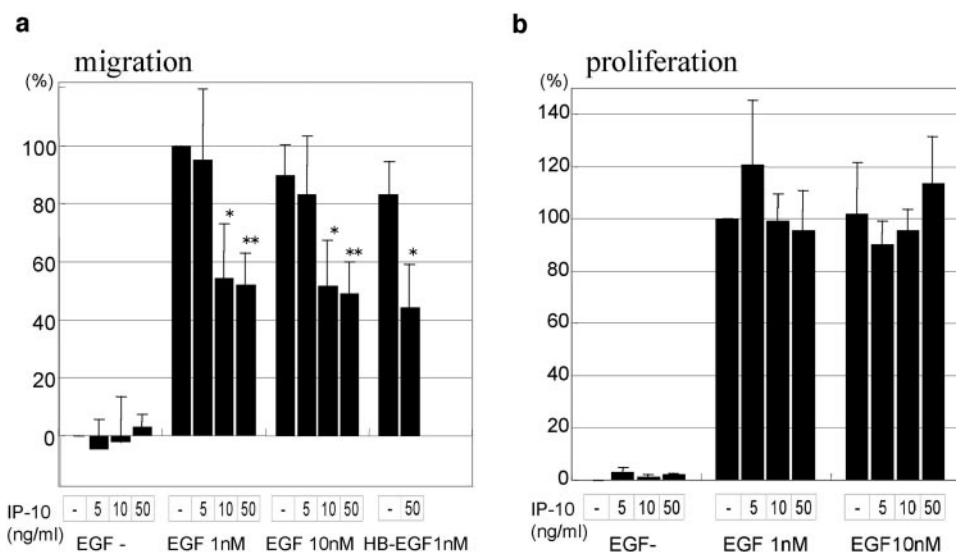 a
migration
(%)
100
80
60
40
20
0
* ** * ** *
IP-10 - 5 10 50 - 5 10 50 - 5 10 50 - 50
(ng/ml)
EGF - EGF 1nM EGF 10nM HB-EGF1nM
b
proliferation
(%)
140
120
100
80
60
40
20
0
IP-10 - 5 10 50 - 5 10 50 - 5 10 50
(ng/ml)
EGF- EGF 1nM EGF10nM